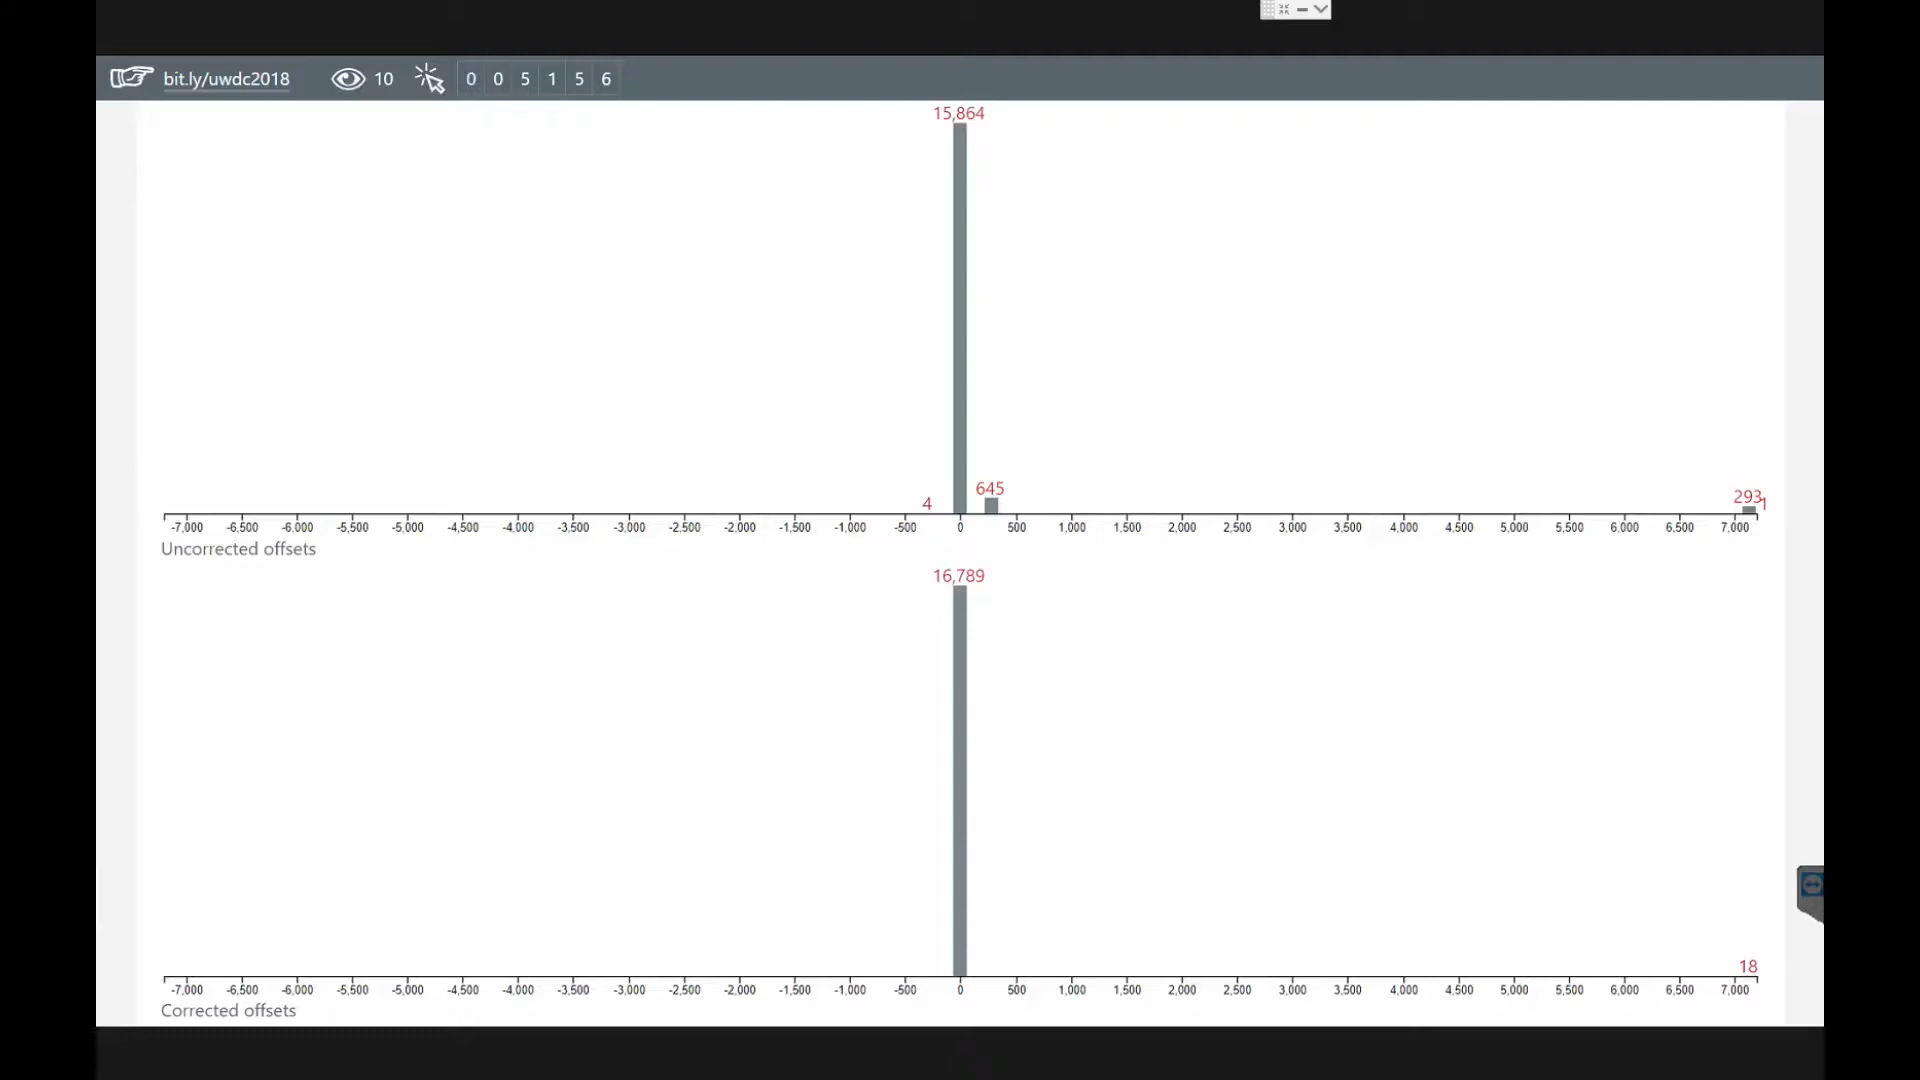 bit.ly/uwdc2018 10 0 0 5 1 5 6
15,864
4 645 293 1
-7,000 -6,500 -6,000 -5,500 -5,000 -4,500 -4,000 -3,500 -3,000 -2,500 -2,000 -1,500 -1,000 -500 0 500 1,000 1,500 2,000 2,500 3,000 3,500 4,000 4,500 5,000 5,500 6,000 6,500 7,000
Uncorrected offsets
16,789
18
-7,000 -6,500 -6,000 -5,500 -5,000 -4,500 -4,000 -3,500 -3,000 -2,500 -2,000 -1,500 -1,000 -500 0 500 1,000 1,500 2,000 2,500 3,000 3,500 4,000 4,500 5,000 5,500 6,000 6,500 7,000
Corrected offsets